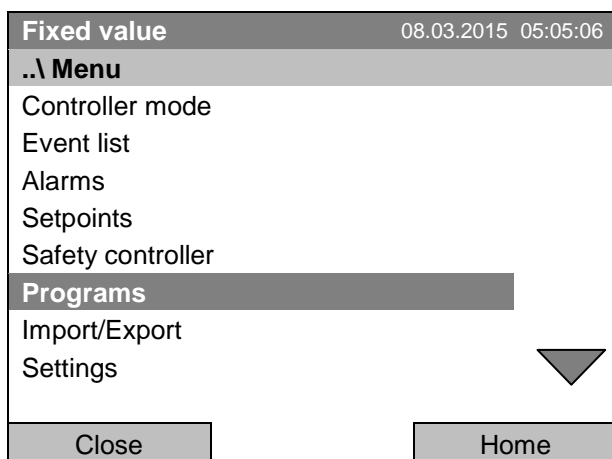 Fixed value 08.03.2015 05:05:06
..\ Menu
Controller mode
Event list
Alarms
Setpoints
Safety controller
Programs
Import/Export
Settings
Close Home